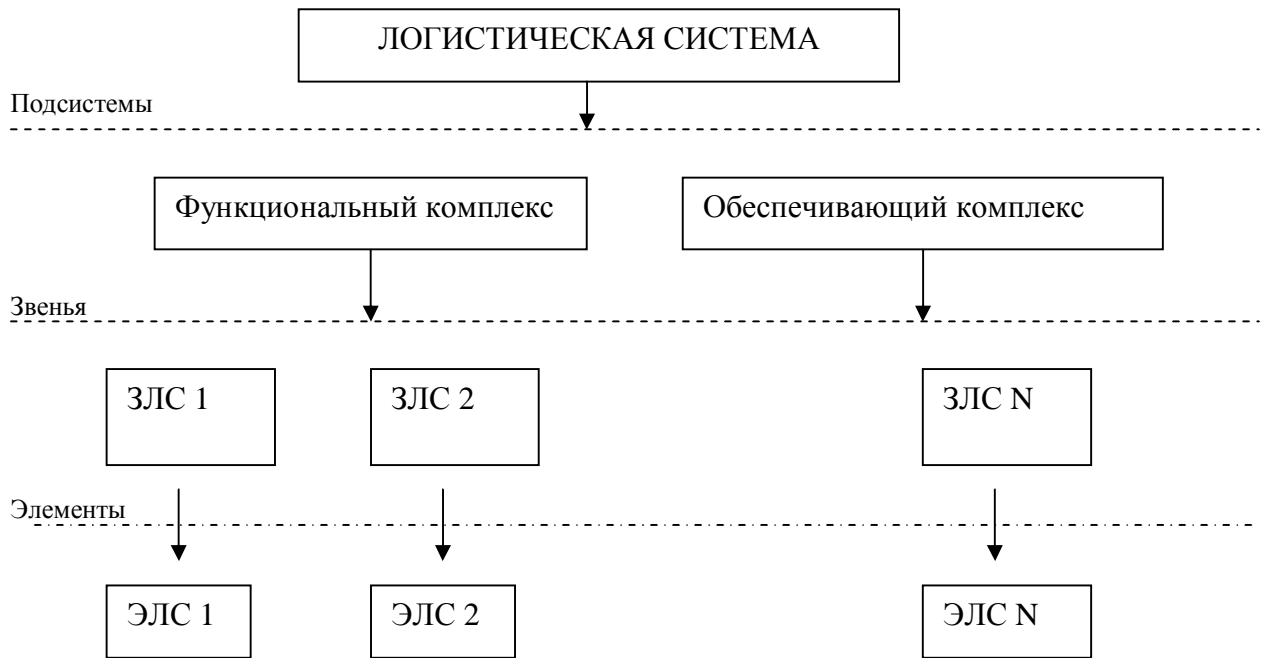 ЛОГИСТИЧЕСКАЯ СИСТЕМА
Подсистемы
Функциональный комплекс
Обеспечивающий комплекс
Звенья
ЗЛС 1
ЗЛС 2
ЗЛС N
Элементы
ЭЛС 1
ЭЛС 2
ЭЛС N